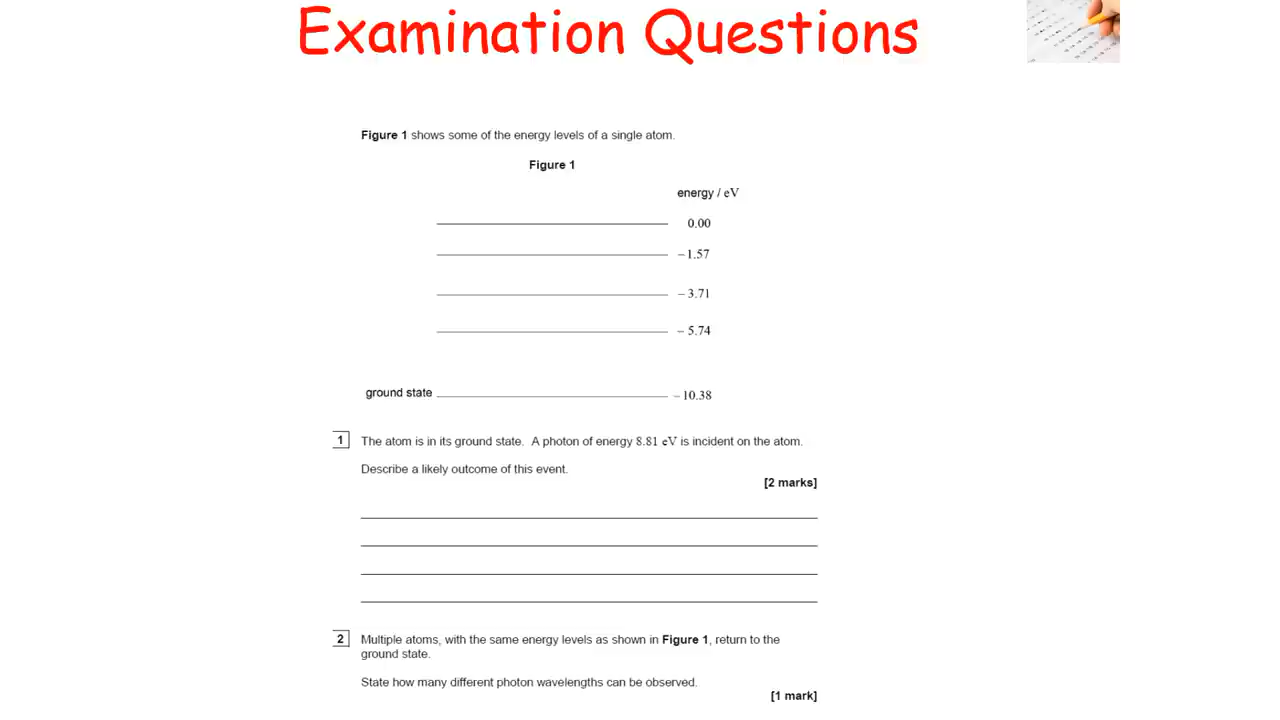 Examination Questions
Figure 1 shows some of the energy levels of a single atom.
Figure 1
energy / eV
0.00
– 1.57
– 3.71
– 5.74
ground state – 10.38
1 The atom is in its ground state. A photon of energy 8.81 eV is incident on the atom.
Describe a likely outcome of this event.
[2 marks]
2 Multiple atoms, with the same energy levels as shown in Figure 1, return to the
ground state.
State how many different photon wavelengths can be observed.
[1 mark]